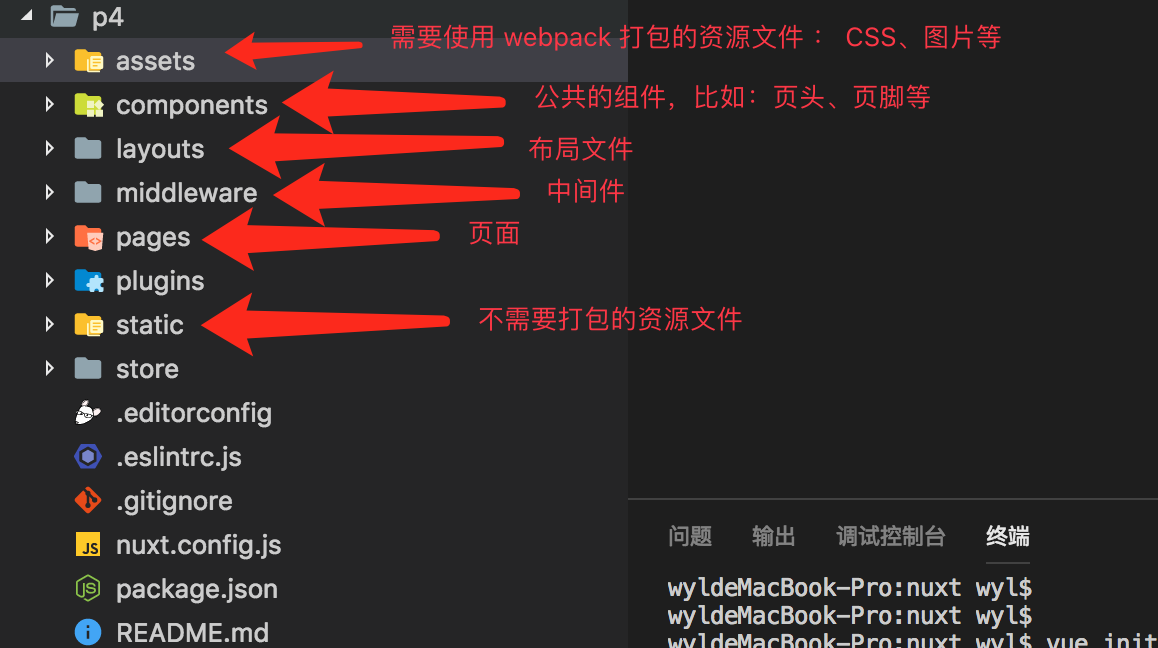 p4
assets
需要使用 webpack 打包的资源文件： CSS、图片等
components
公共的组件，比如：页头、页脚等
layouts
布局文件
middleware
中间件
pages
页面
plugins
static
不需要打包的资源文件
store
.editorconfig
.eslintrc.js
.gitignore
nuxt.config.js
JS
package.json
README.md
问题 输出 调试控制台 终端
wyldeMacBook-Pro:nuxt wyl$
wyldeMacBook-Pro:nuxt wyl$
wyldeMacBook-Pro:nuxt wyl$ vue init